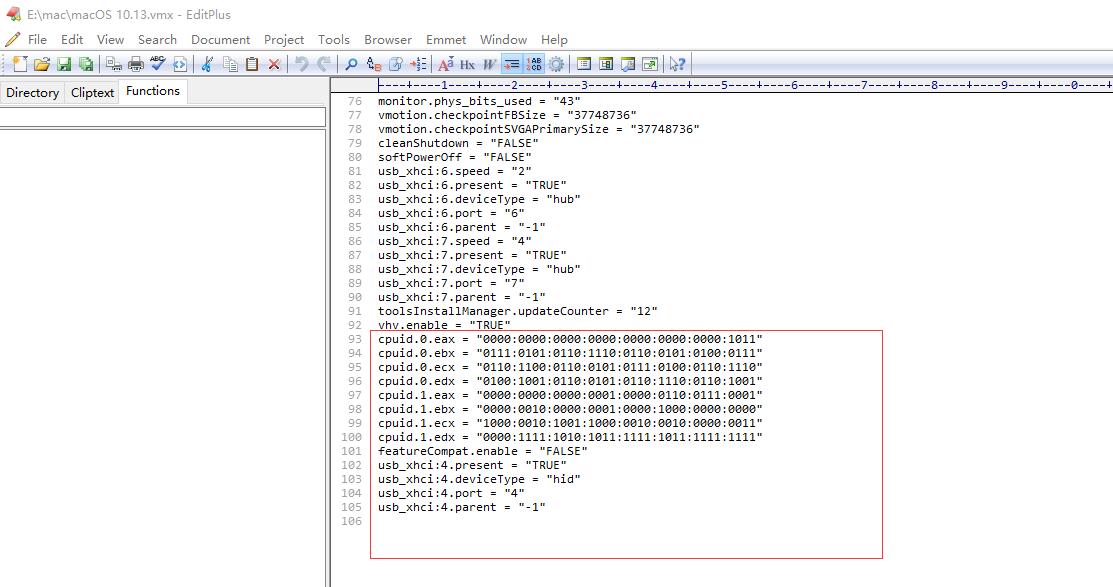 E:\mac\macOS 10.13.vmx - EditPlus
File Edit View Search Document Project Tools Browser Emmet Window Help
Directory Cliptext Functions
----+----1----+----2----+----3----+----4----+----5----+----6----+----7----+----8----+----9----+----0----+-
76 monitor.phys_bits_used = "43"
77 vmotion.checkpointFBSize = "37748736"
78 vmotion.checkpointSVGAPrimarySize = "37748736"
79 cleanShutdown = "FALSE"
80 softPowerOff = "FALSE"
81 usb_xhci:6.speed = "2"
82 usb_xhci:6.present = "TRUE"
83 usb_xhci:6.deviceType = "hub"
84 usb_xhci:6.port = "6"
85 usb_xhci:6.parent = "-1"
86 usb_xhci:7.speed = "4"
87 usb_xhci:7.present = "TRUE"
88 usb_xhci:7.deviceType = "hub"
89 usb_xhci:7.port = "7"
90 usb_xhci:7.parent = "-1"
91 toolsInstallManager.updateCounter = "12"
92 vhv.enable = "TRUE"
93 cpuid.0.eax = "0000:0000:0000:0000:0000:0000:0000:1011"
94 cpuid.0.ebx = "0111:0101:0110:1110:0110:0101:0100:0111"
95 cpuid.0.ecx = "0110:1100:0110:0101:0111:0100:0110:1110"
96 cpuid.0.edx = "0100:1001:0110:0101:0110:1110:0110:1001"
97 cpuid.1.eax = "0000:0000:0000:0001:0000:0110:0111:0001"
98 cpuid.1.ebx = "0000:0010:0000:0001:0000:1000:0000:0000"
99 cpuid.1.ecx = "1000:0010:1001:1000:0010:0010:0000:0011"
100 cpuid.1.edx = "0000:1111:1010:1011:1111:1011:1111:1111"
101 featureCompat.enable = "FALSE"
102 usb_xhci:4.present = "TRUE"
103 usb_xhci:4.deviceType = "hid"
104 usb_xhci:4.port = "4"
105 usb_xhci:4.parent = "-1"
106